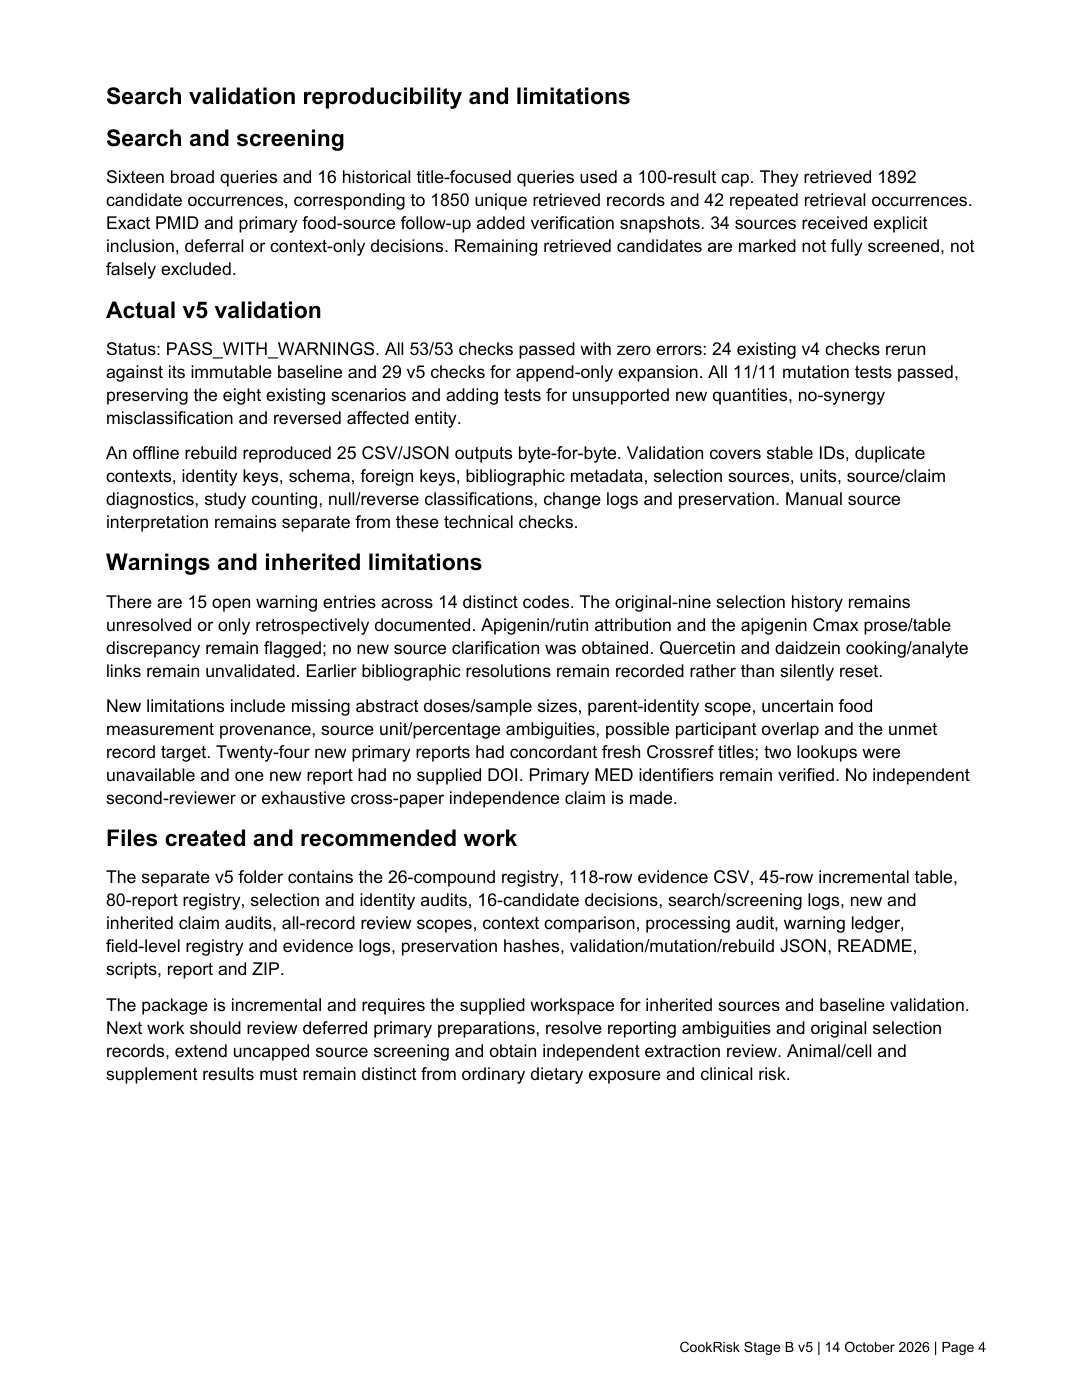 Search validation reproducibility and limitations
Search and screening
Sixteen broad queries and 16 historical title-focused queries used a 100-result cap. They retrieved 1892
candidate occurrences, corresponding to 1850 unique retrieved records and 42 repeated retrieval occurrences.
Exact PMID and primary food-source follow-up added verification snapshots. 34 sources received explicit
inclusion, deferral or context-only decisions. Remaining retrieved candidates are marked not fully screened, not
falsely excluded.
Actual v5 validation
Status: PASS_WITH_WARNINGS. All 53/53 checks passed with zero errors: 24 existing v4 checks rerun
against its immutable baseline and 29 v5 checks for append-only expansion. All 11/11 mutation tests passed,
preserving the eight existing scenarios and adding tests for unsupported new quantities, no-synergy
misclassification and reversed affected entity.
An offline rebuild reproduced 25 CSV/JSON outputs byte-for-byte. Validation covers stable IDs, duplicate
contexts, identity keys, schema, foreign keys, bibliographic metadata, selection sources, units, source/claim
diagnostics, study counting, null/reverse classifications, change logs and preservation. Manual source
interpretation remains separate from these technical checks.
Warnings and inherited limitations
There are 15 open warning entries across 14 distinct codes. The original-nine selection history remains
unresolved or only retrospectively documented. Apigenin/rutin attribution and the apigenin Cmax prose/table
discrepancy remain flagged; no new source clarification was obtained. Quercetin and daidzein cooking/analyte
links remain unvalidated. Earlier bibliographic resolutions remain recorded rather than silently reset.
New limitations include missing abstract doses/sample sizes, parent-identity scope, uncertain food
measurement provenance, source unit/percentage ambiguities, possible participant overlap and the unmet
record target. Twenty-four new primary reports had concordant fresh Crossref titles; two lookups were
unavailable and one new report had no supplied DOI. Primary MED identifiers remain verified. No independent
second-reviewer or exhaustive cross-paper independence claim is made.
Files created and recommended work
The separate v5 folder contains the 26-compound registry, 118-row evidence CSV, 45-row incremental table,
80-report registry, selection and identity audits, 16-candidate decisions, search/screening logs, new and
inherited claim audits, all-record review scopes, context comparison, processing audit, warning ledger,
field-level registry and evidence logs, preservation hashes, validation/mutation/rebuild JSON, README,
scripts, report and ZIP.
The package is incremental and requires the supplied workspace for inherited sources and baseline validation.
Next work should review deferred primary preparations, resolve reporting ambiguities and original selection
records, extend uncapped source screening and obtain independent extraction review. Animal/cell and
supplement results must remain distinct from ordinary dietary exposure and clinical risk.
CookRisk Stage B v5 | 14 October 2026 | Page 4